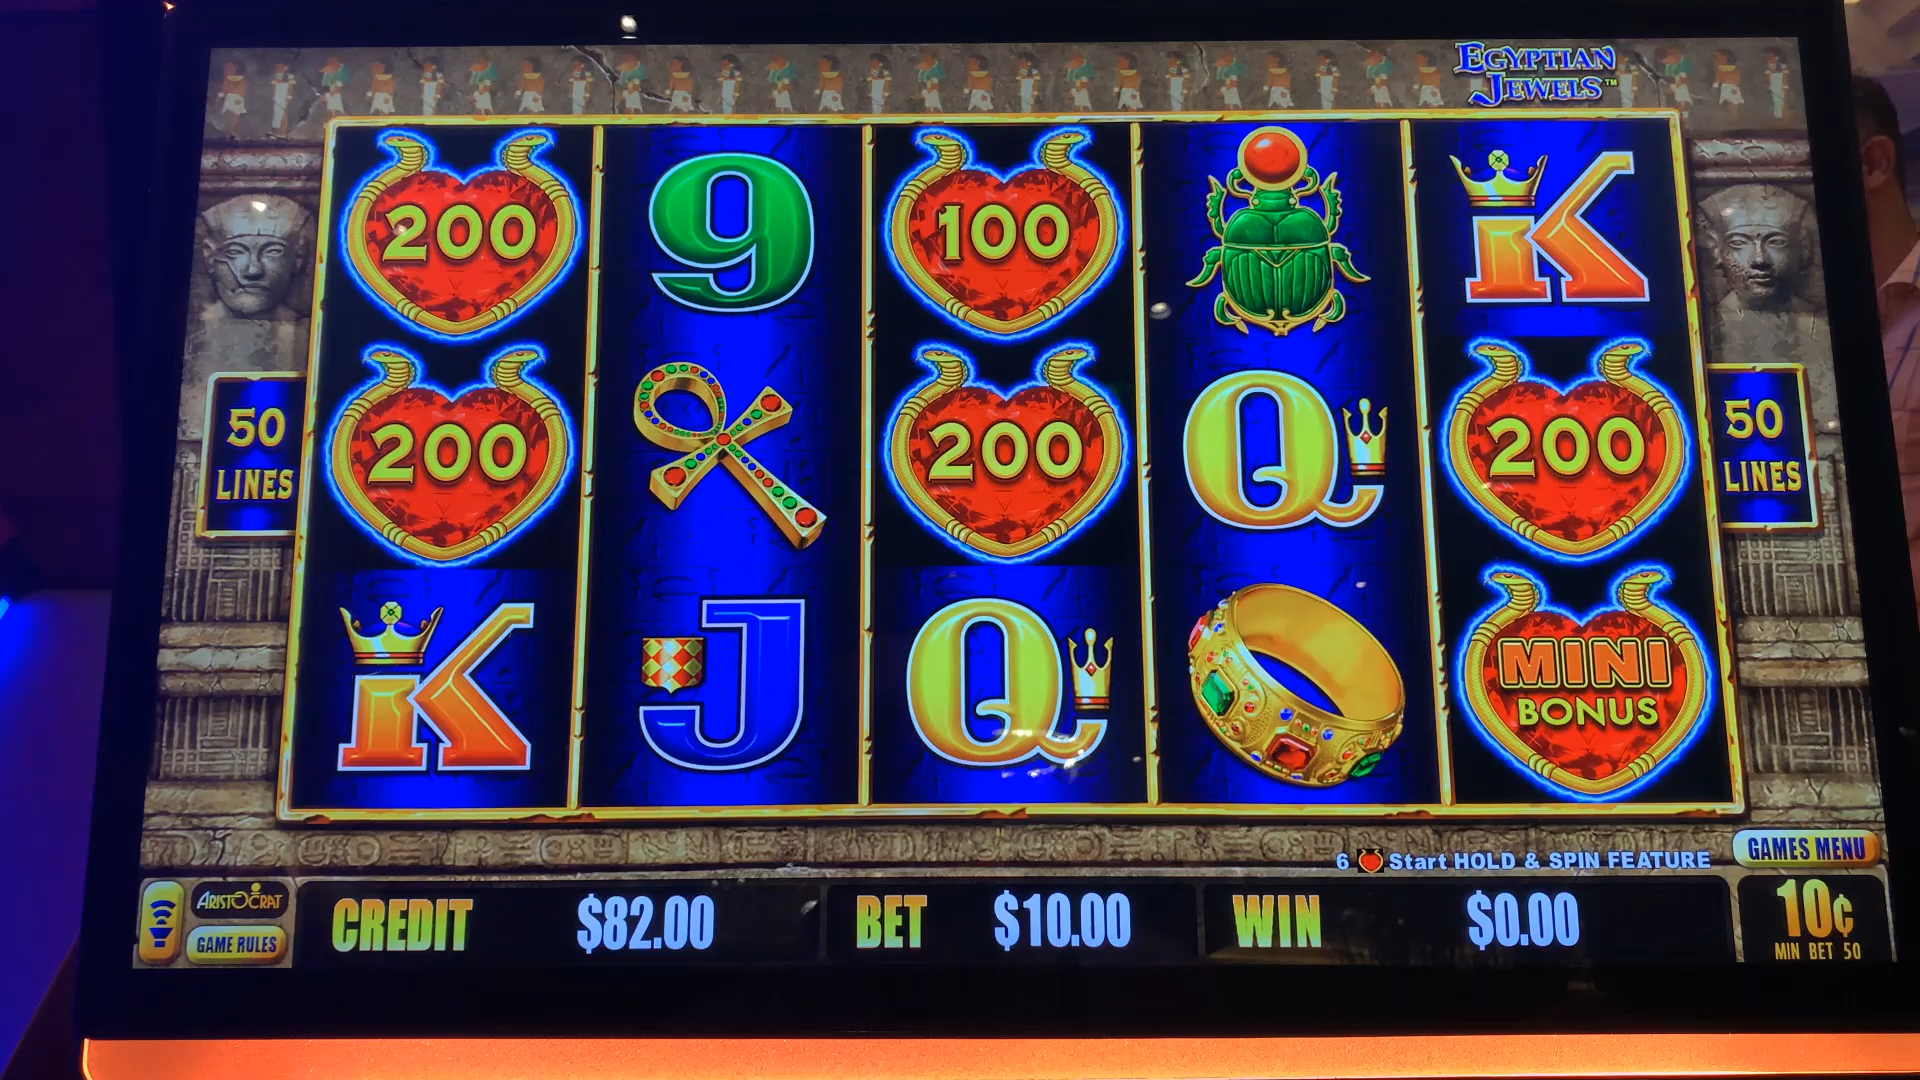 EGYPTIAN
JEWELS™
200
9
100
K
200
200
Q
200
50
LINES
50
LINES
K
J
Q
MINI
BONUS
6 Start HOLD & SPIN FEATURE
GAMES MENU
ARISTOCRAT
GAME RULES
CREDIT $82.00
BET $10.00
WIN $0.00
10¢
MIN BET 50